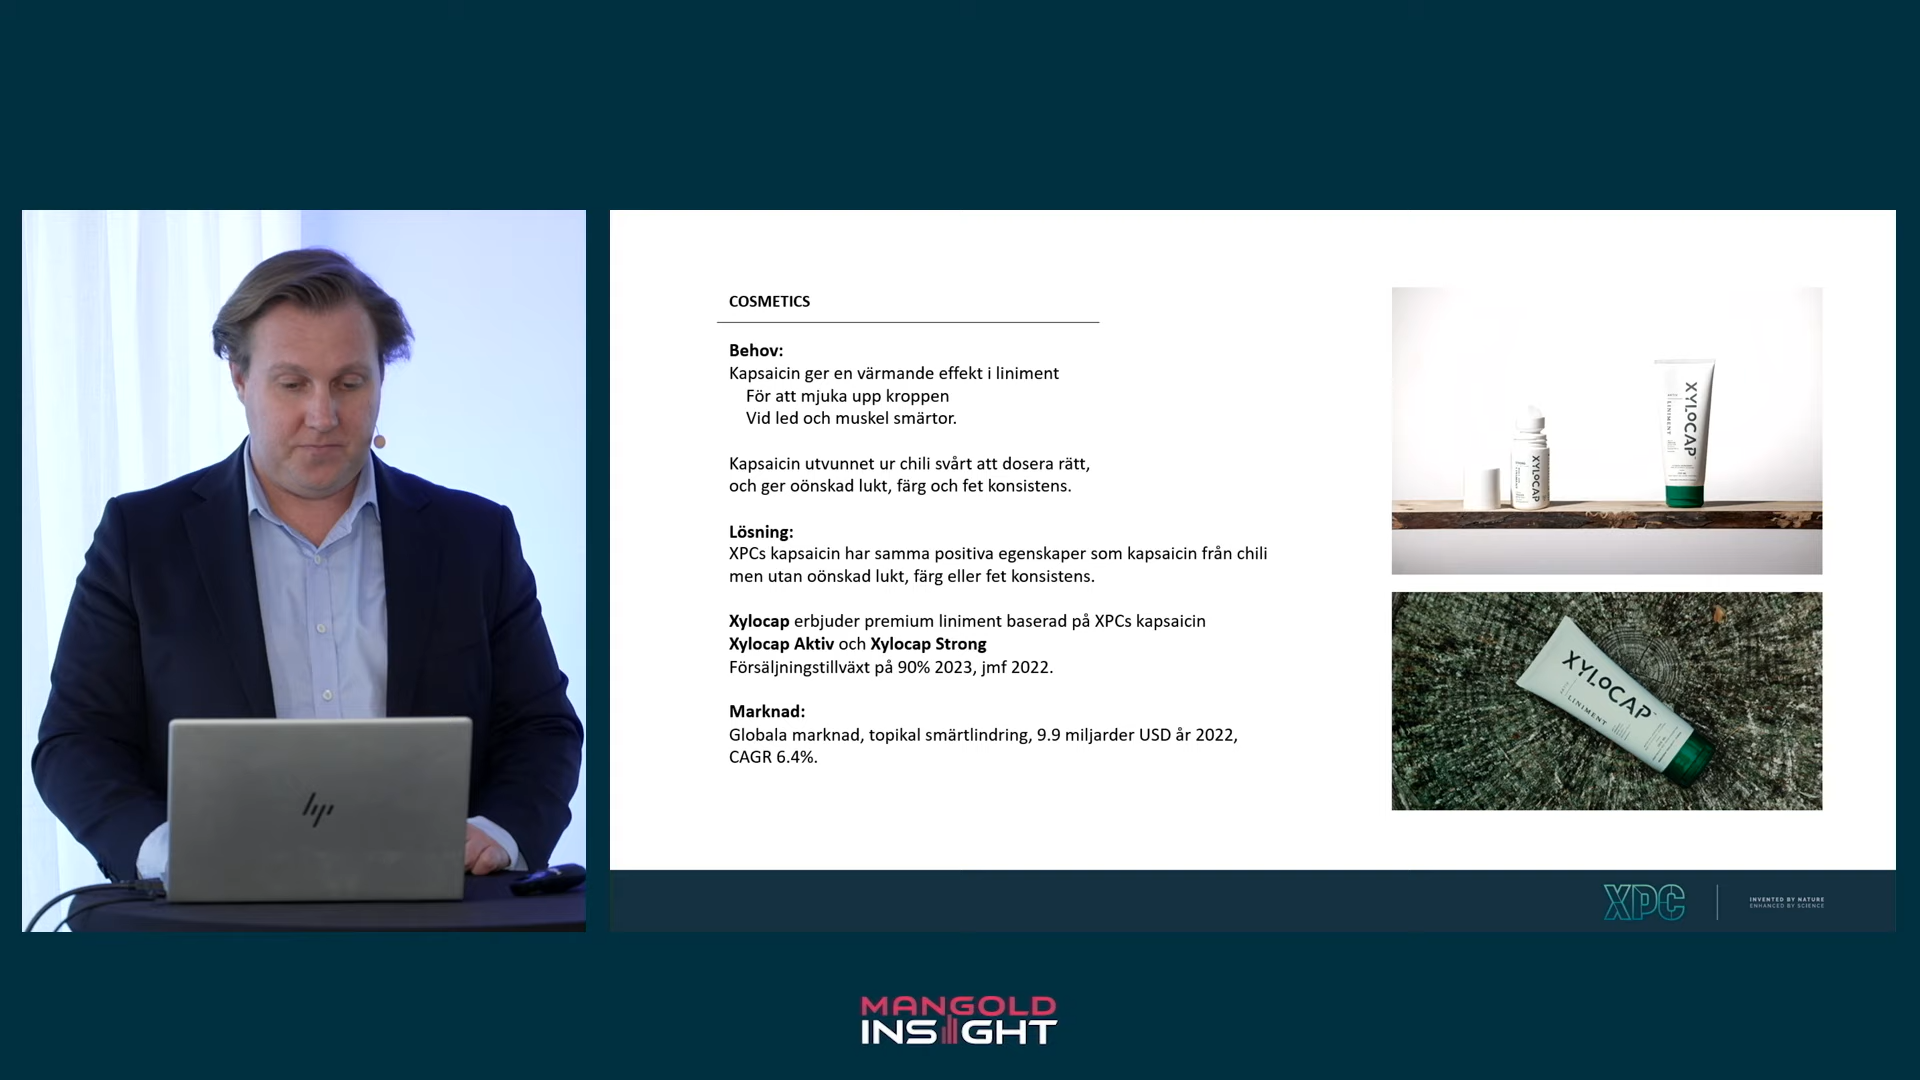 COSMETICS
Behov:
Kapsaicin ger en värmande effekt i liniment
För att mjuka upp kroppen
Vid led och muskel smärtor.
Kapsaicin utvunnet ur chili svårt att dosera rätt,
och ger oönskad lukt, färg och fet konsistens.
Lösning:
XPCs kapsaicin har samma positiva egenskaper som kapsaicin från chili
men utan oönskad lukt, färg eller fet konsistens.
Xylocap erbjuder premium liniment baserad på XPCs kapsaicin
Xylocap Aktiv och Xylocap Strong
Försäljningstillväxt på 90% 2023, jmf 2022.
Marknad:
Globala marknad, topikal smärtlindring, 9.9 miljarder USD år 2022,
CAGR 6.4%.
XYLOCAP
XYLOCAP
LINIMENT
XYLOCAP
LINIMENT
hp
XPC
INVENTED BY NATURE
ENHANCED BY SCIENCE
MANGOLD
INSIGHT